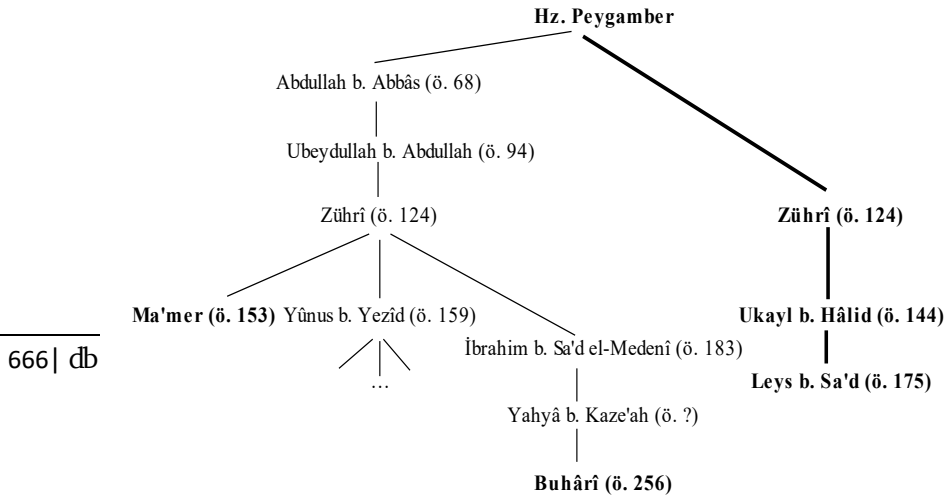 Hz. Peygamber
Abdullah b. Abbâs (ö. 68)
Ubeydullah b. Abdullah (ö. 94)
Zührî (ö. 124)
Zührî (ö. 124)
Ma'mer (ö. 153) Yûnus b. Yezîd (ö. 159)
Ukayl b. Hâlid (ö. 144)
İbrahim b. Sa'd el-Medenî (ö. 183)
666| db
Leys b. Sa'd (ö. 175)
…
Yahyâ b. Kaze'ah (ö. ?)
Buhârî (ö. 256)